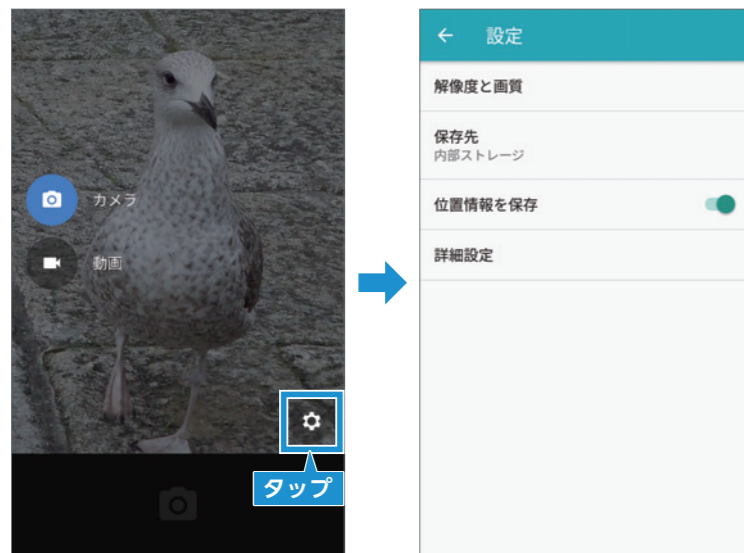 カメラ
動画
タップ
設定
解像度と画質
保存先
内部ストレージ
位置情報を保存
詳細設定